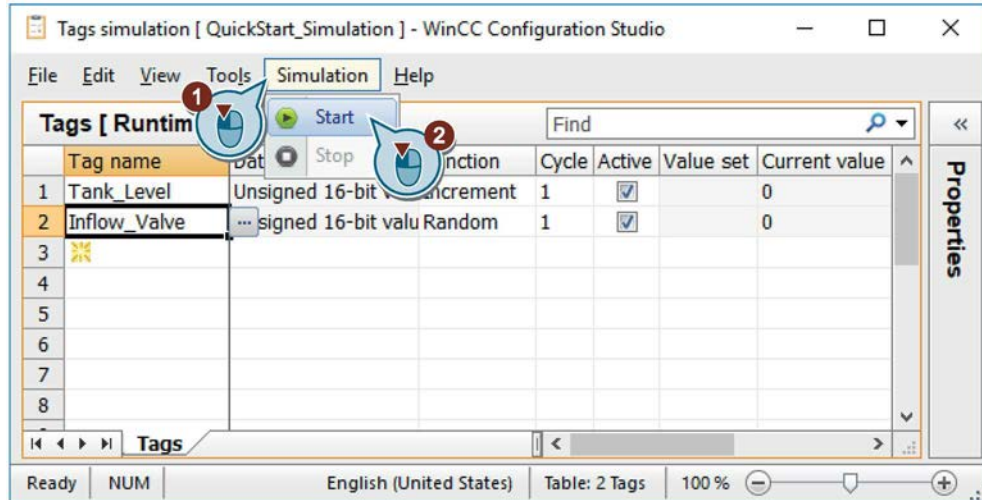 Tags simulation [ QuickStart_Simulation ] - WinCC Configuration Studio
File Edit View Tools Simulation Help
1
Tags [ Runtim
Start
2
Find
Stop
Tag name Dat nction Cycle Active Value set Current value
1 Tank_Level Unsigned 16-bit v ncrement 1 0
2 Inflow_Valve ... signed 16-bit valu Random 1 0
3
4
5
6
7
8
Properties
Tags
Ready NUM English (United States) Table: 2 Tags 100 %